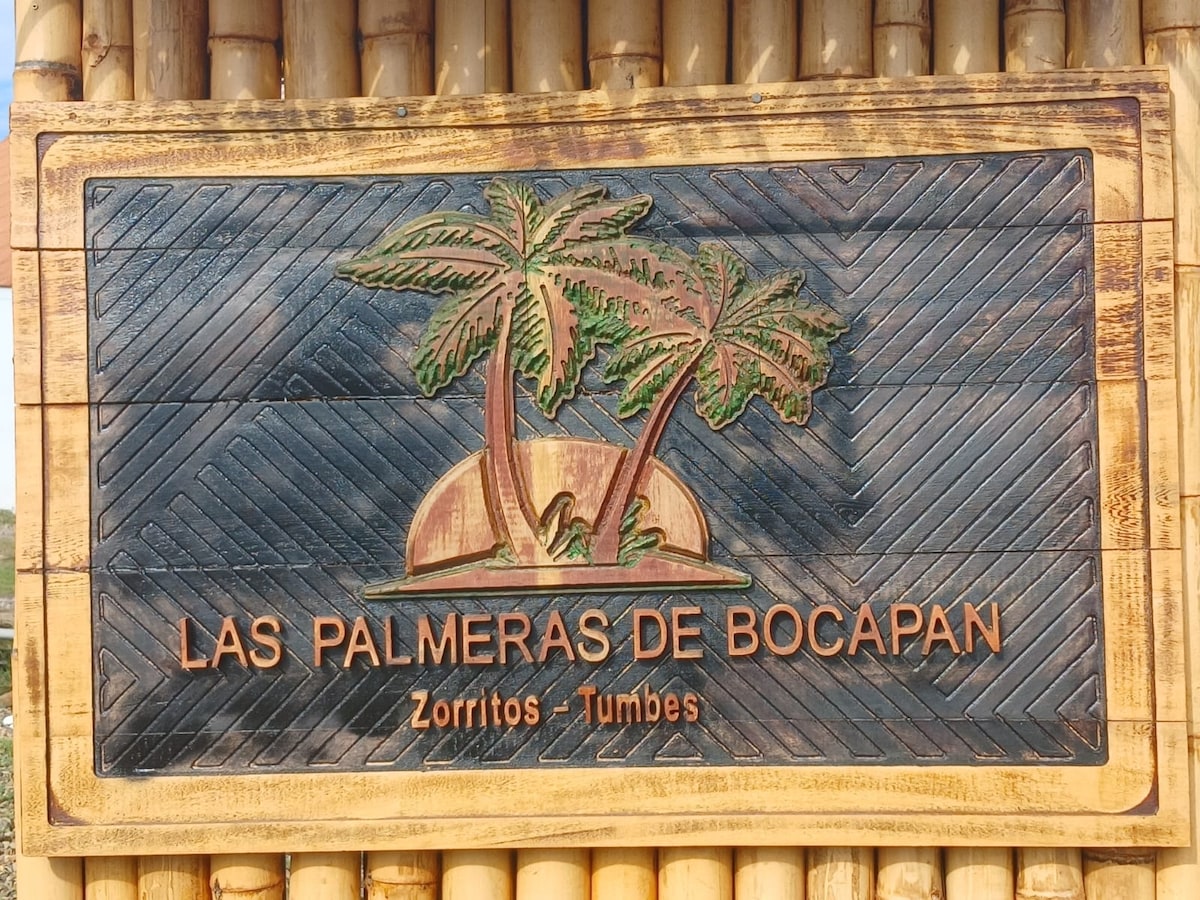 LAS PALMERAS DE BOCAPAN
Zorritos - Tumbes